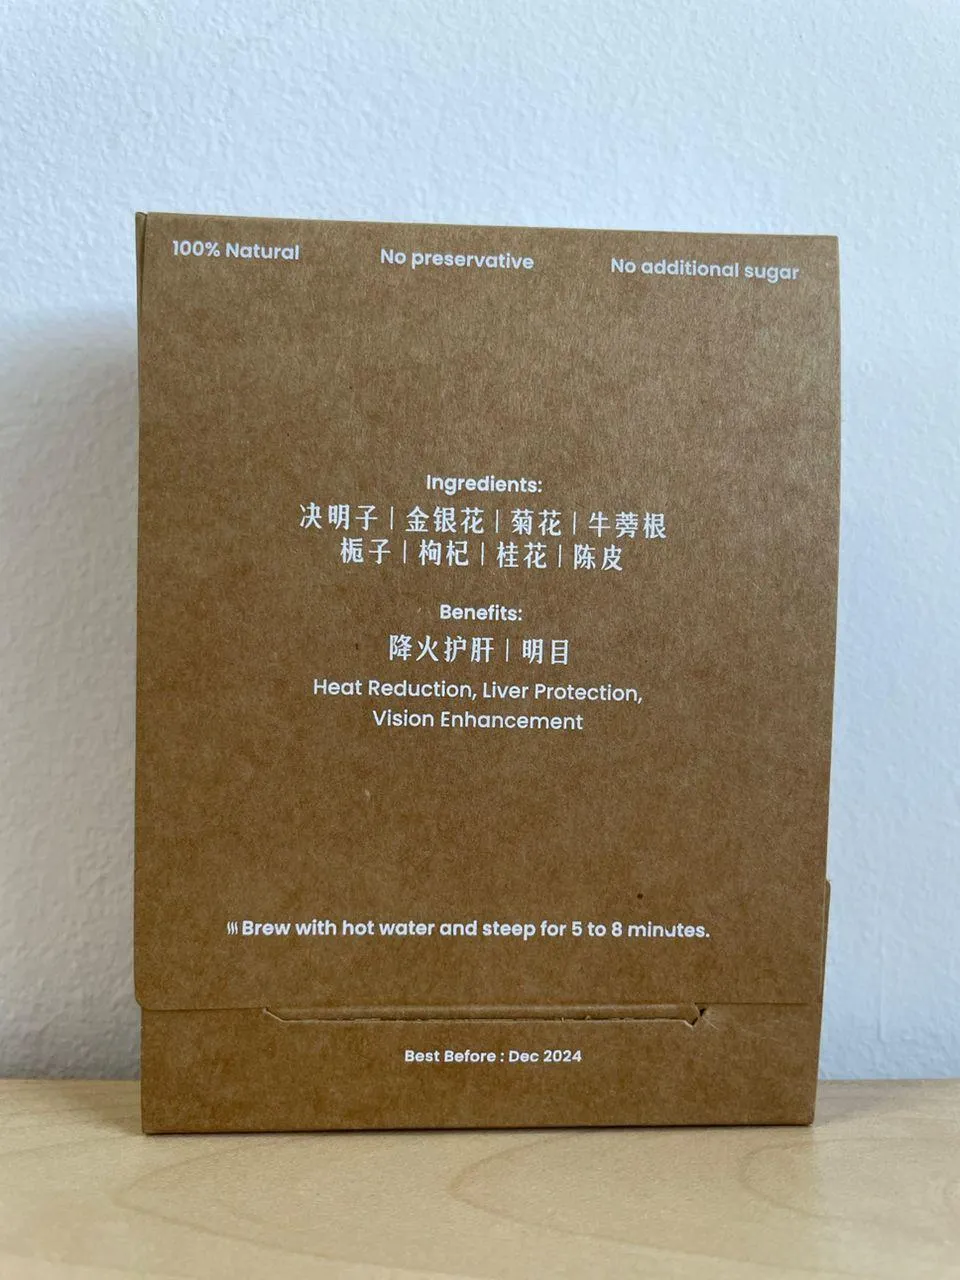 100% Natural No preservative No additional sugar
Ingredients:
决明子 | 金银花 | 菊花 | 牛蒡根
栀子 | 枸杞 | 桂花 | 陈皮
Benefits:
降火护肝 | 明目
Heat Reduction, Liver Protection,
Vision Enhancement
Brew with hot water and steep for 5 to 8 minutes.
Best Before : Dec 2024